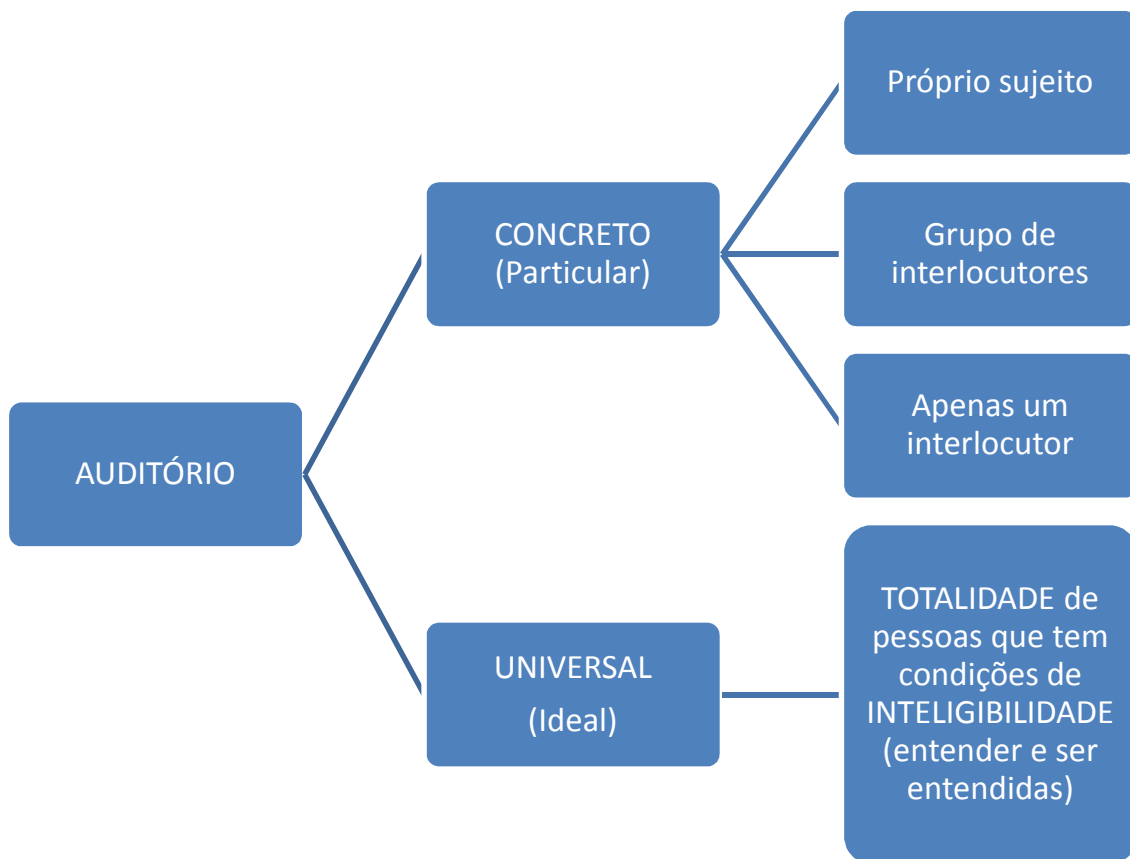 AUDITÓRIO
CONCRETO
(Particular)
Próprio sujeito
Grupo de
interlocutores
Apenas um
interlocutor
UNIVERSAL
(Ideal)
TOTALIDADE de
pessoas que tem
condições de
INTELIGIBILIDADE
(entender e ser
entendidas)